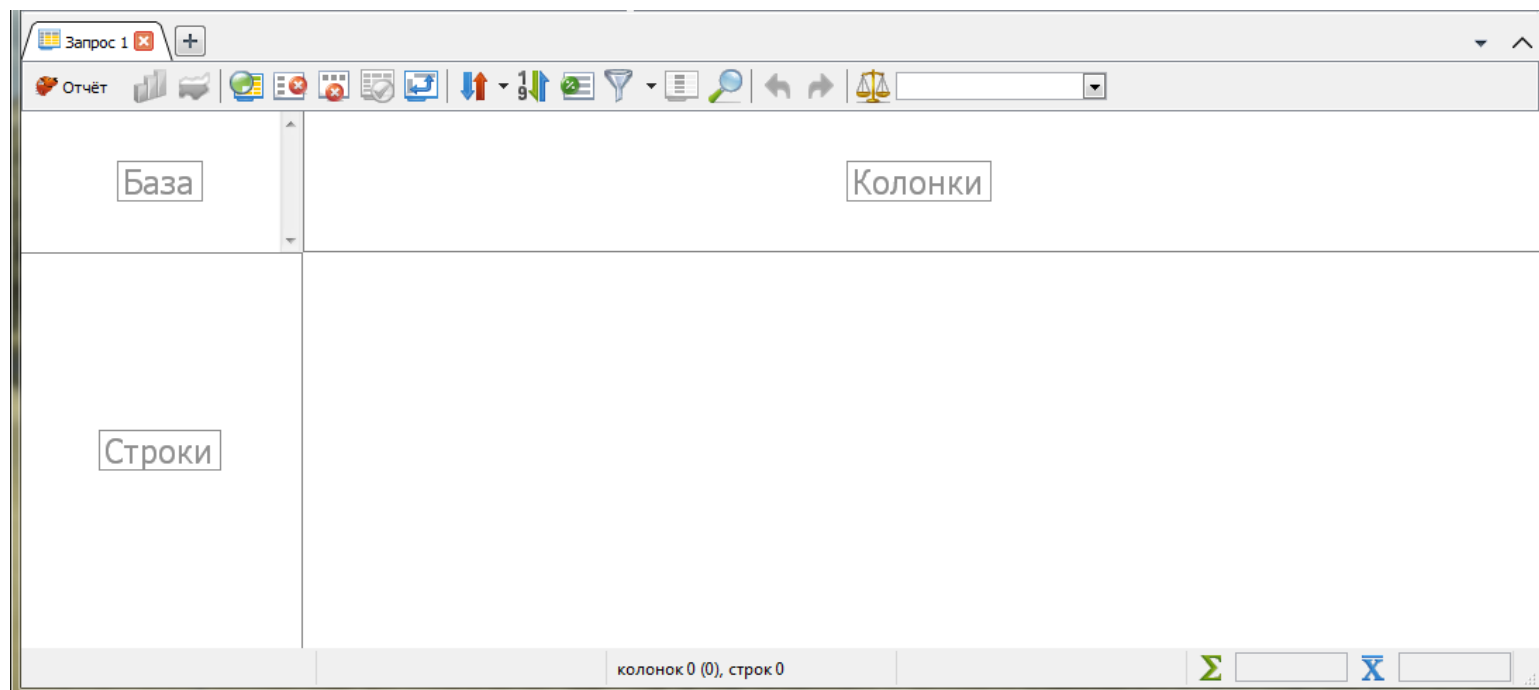 Запрос 1
Отчёт
База
Колонки
Строки
колонок 0 (0), строк 0